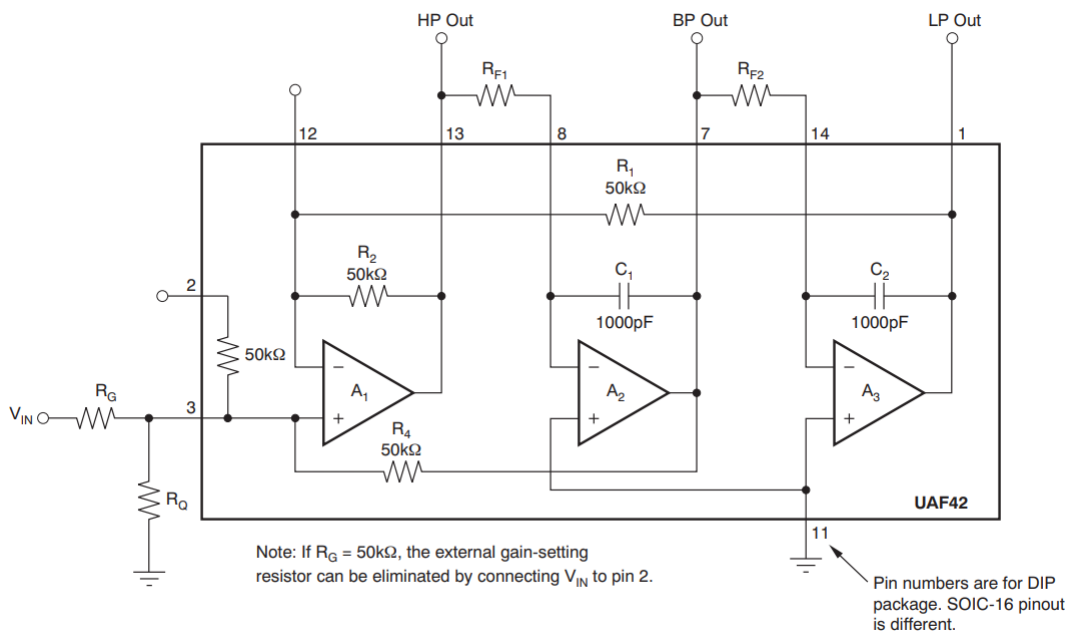 HP Out
BP Out
LP Out
RF1
RF2
12
13
8
7
14
1
R1
50kΩ
R2
50kΩ
C1
1000pF
C2
1000pF
2
50kΩ
A1
A2
A3
–
–
–
+
+
+
RG
VIN
3
R4
50kΩ
RQ
UAF42
11
Note: If RG = 50kΩ, the external gain-setting
resistor can be eliminated by connecting VIN to pin 2.
Pin numbers are for DIP
package. SOIC-16 pinout
is different.